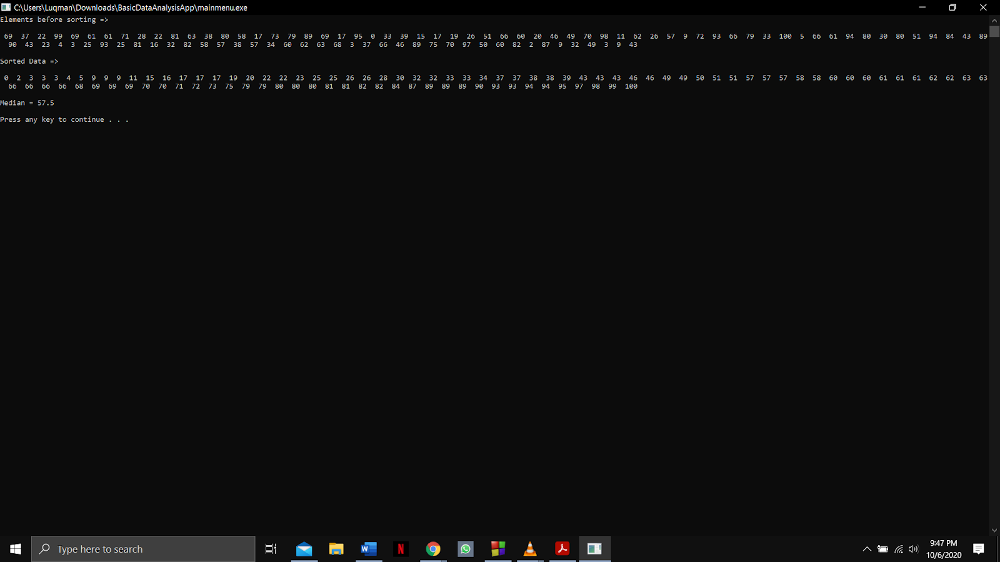 C:\Users\Luqman\Downloads\BasicDataAnalysisApp\mainmenu.exe
Elements before sorting =>
69 37 22 99 69 61 61 71 28 22 81 63 38 80 58 17 73 79 89 69 17 95 0 33 39 15 17 19 26 51 66 60 20 46 49 70 98 11 62 26 57 9 72 93 66 79 33 100 5 66 61 94 80 30 80 51 94 84 43 89
90 43 23 4 3 25 93 25 81 16 32 82 58 57 38 57 34 60 62 63 68 3 37 66 46 89 75 70 97 50 60 82 2 87 9 32 49 3 9 43
Sorted Data =>
0 2 3 3 3 4 5 9 9 9 11 15 16 17 17 17 19 20 22 22 23 25 25 26 26 28 30 32 32 33 33 34 37 37 38 38 39 43 43 43 46 46 49 49 50 51 51 57 57 57 58 58 60 60 60 61 61 61 62 62 63 63
66 66 66 66 68 69 69 69 70 70 71 72 73 75 79 79 80 80 80 81 81 82 82 84 87 89 89 89 90 93 93 94 94 95 97 98 99 100
Median = 57.5
Press any key to continue . . .
Type here to search
9:47 PM
10/6/2020